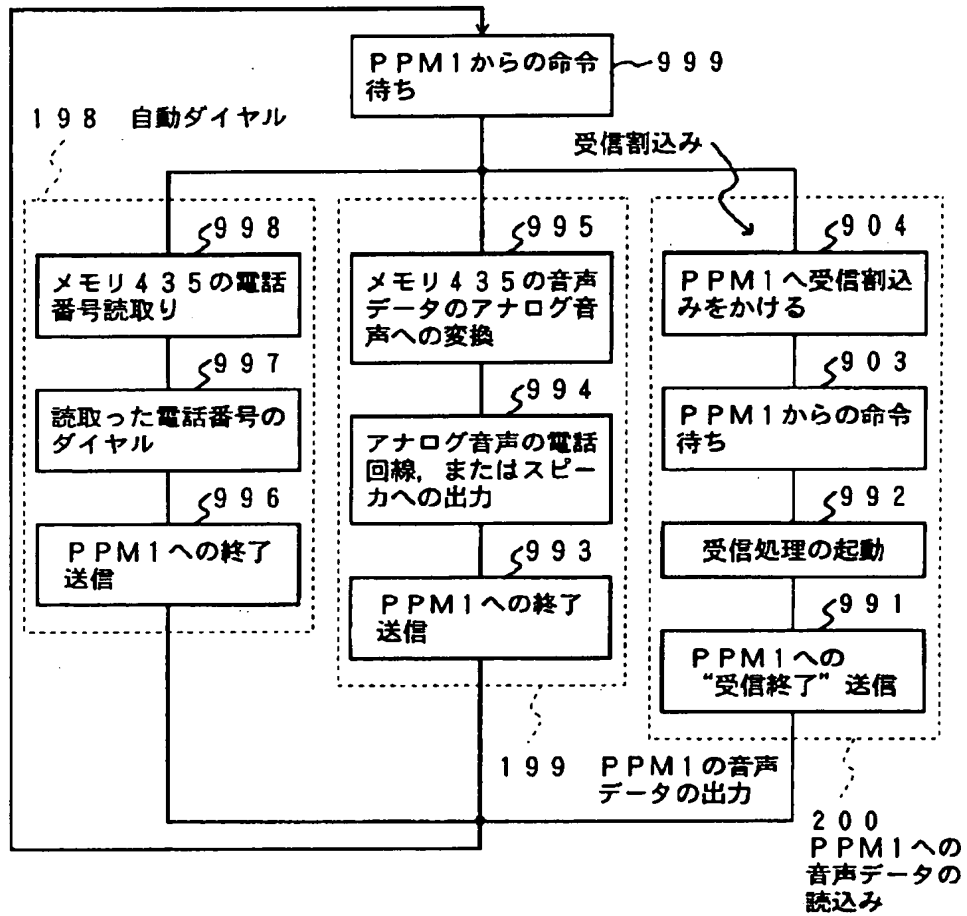 PPM1からの命令
待ち
999
198 自動ダイヤル
受信割込み
998
メモリ435の電話
番号読取り
997
読取った電話番号の
ダイヤル
996
PPM1への終了
送信
995
メモリ435の音声
データのアナログ音
声への変換
994
アナログ音声の電話
回線,またはスピー
カへの出力
993
PPM1への終了
送信
904
PPM1へ受信割込
みをかける
903
PPM1からの命令
待ち
992
受信処理の起動
991
PPM1への
“受信終了”送信
199 PPM1の音声
データの出力
200
PPM1への
音声データの
読込み